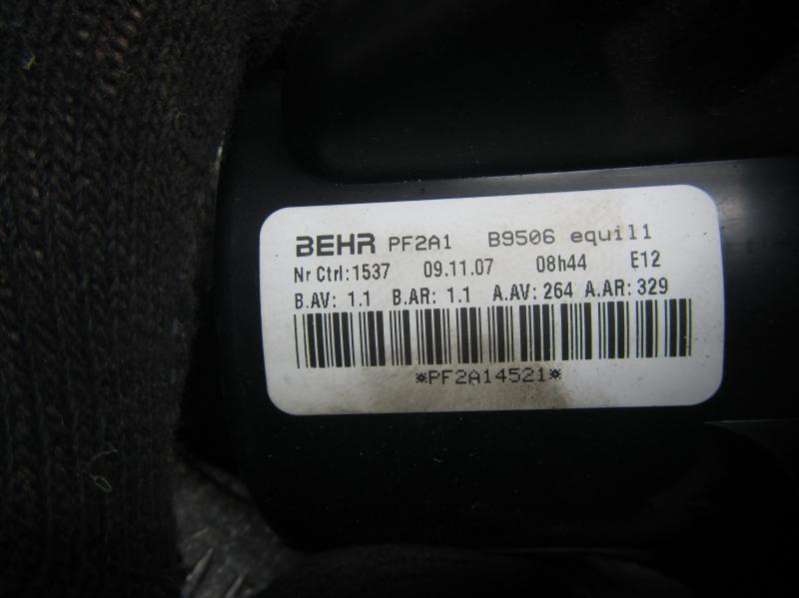 BEHR PF2A1 B9506 equil1
Nr Ctrl:1537 09.11.07 08h44 E12
B.AV: 1.1 B.AR: 1.1 A.AV: 264 A.AR: 329
*PF2A14521*